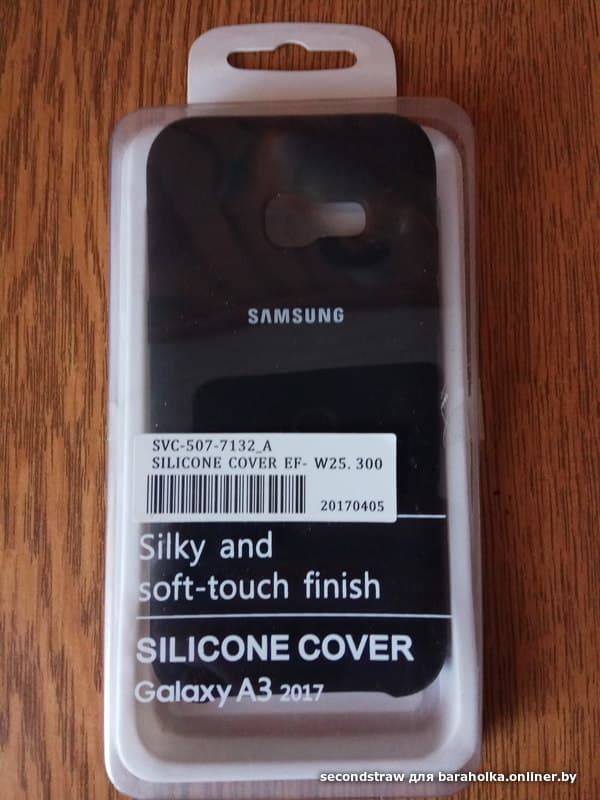 SAMSUNG
SVC-507-7132_A
SILICONE COVER EF- W25. 300
20170405
Silky and
soft-touch finish
SILICONE COVER
Galaxy A3 2017
secondstraw для baraholka.onliner.by